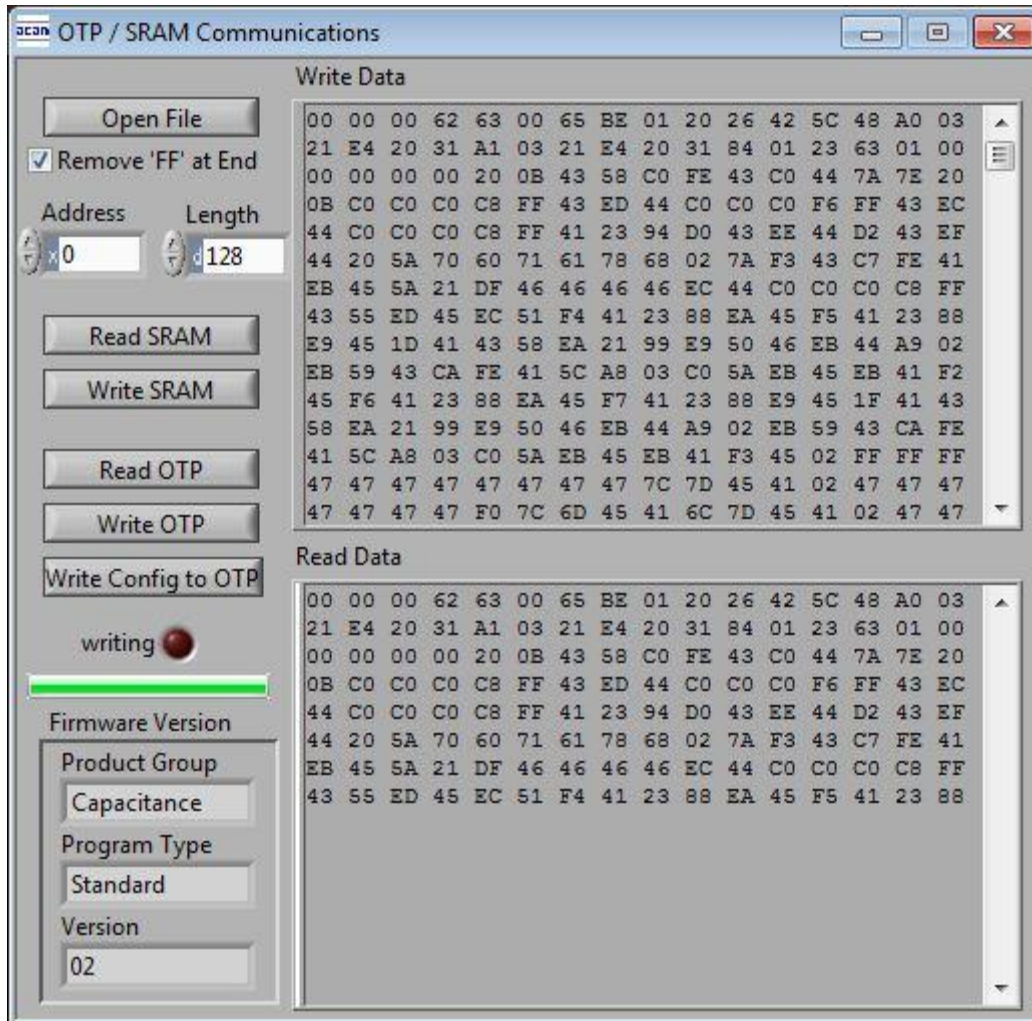 acan OTP / SRAM Communications
Open File
Remove 'FF' at End
Address Length
x 0 d 128
Read SRAM
Write SRAM
Read OTP
Write OTP
Write Config to OTP
writing
Firmware Version
Product Group
Capacitance
Program Type
Standard
Version
02
Write Data
00 00 00 62 63 00 65 BE 01 20 26 42 5C 48 A0 03
21 E4 20 31 A1 03 21 E4 20 31 84 01 23 63 01 00
00 00 00 00 20 0B 43 58 C0 FE 43 C0 44 7A 7E 20
0B C0 C0 C0 C8 FF 43 ED 44 C0 C0 C0 F6 FF 43 EC
44 C0 C0 C0 C8 FF 41 23 94 D0 43 EE 44 D2 43 EF
44 20 5A 70 60 71 61 78 68 02 7A F3 43 C7 FE 41
EB 45 5A 21 DF 46 46 46 46 EC 44 C0 C0 C0 C8 FF
43 55 ED 45 EC 51 F4 41 23 88 EA 45 F5 41 23 88
E9 45 1D 41 43 58 EA 21 99 E9 50 46 EB 44 A9 02
EB 59 43 CA FE 41 5C A8 03 C0 5A EB 45 EB 41 F2
45 F6 41 23 88 EA 45 F7 41 23 88 E9 45 1F 41 43
58 EA 21 99 E9 50 46 EB 44 A9 02 EB 59 43 CA FE
41 5C A8 03 C0 5A EB 45 EB 41 F3 45 02 FF FF FF
47 47 47 47 47 47 47 47 7C 7D 45 41 02 47 47 47
47 47 47 47 F0 7C 6D 45 41 6C 7D 45 41 02 47 47
Read Data
00 00 00 62 63 00 65 BE 01 20 26 42 5C 48 A0 03
21 E4 20 31 A1 03 21 E4 20 31 84 01 23 63 01 00
00 00 00 00 20 0B 43 58 C0 FE 43 C0 44 7A 7E 20
0B C0 C0 C0 C8 FF 43 ED 44 C0 C0 C0 F6 FF 43 EC
44 C0 C0 C0 C8 FF 41 23 94 D0 43 EE 44 D2 43 EF
44 20 5A 70 60 71 61 78 68 02 7A F3 43 C7 FE 41
EB 45 5A 21 DF 46 46 46 46 EC 44 C0 C0 C0 C8 FF
43 55 ED 45 EC 51 F4 41 23 88 EA 45 F5 41 23 88